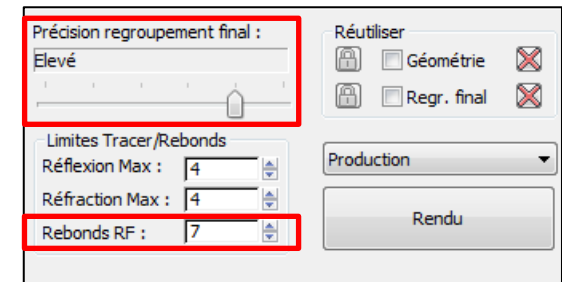 Précision regroupement final :
Elevé
Limites Tracer/Rebonds
Réflexion Max : 4
Réfraction Max : 4
Rebonds RF : 7
Réutiliser
Géométrie
Regr. final
Production
Rendu